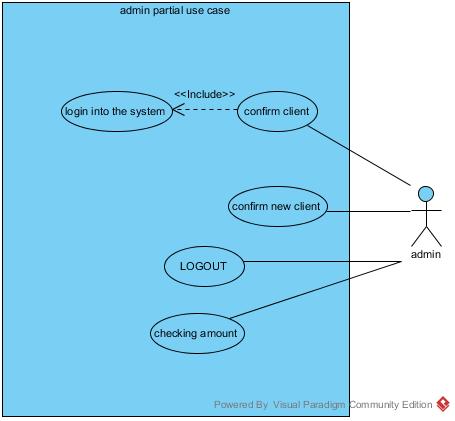 admin partial use case
<<Include>>
login into the system
confirm client
confirm new client
admin
LOGOUT
checking amount
Powered By Visual Paradigm Community Edition